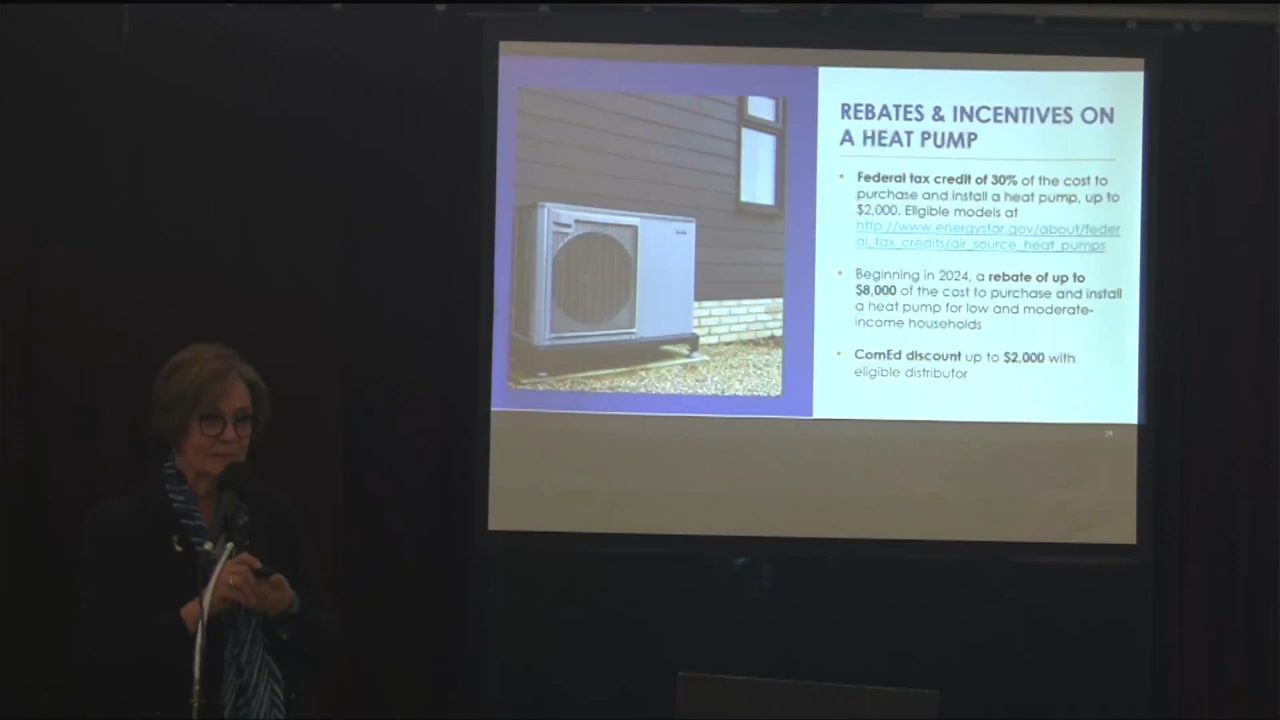 REBATES & INCENTIVES ON
A HEAT PUMP
• Federal tax credit of 30% of the cost to
purchase and install a heat pump, up to
$2,000. Eligible models at
http://www.energystar.gov/about/feder
al_tax_credits/air_source_heat_pumps
• Beginning in 2024, a rebate of up to
$8,000 of the cost to purchase and install
a heat pump for low and moderate-
income households
• ComEd discount up to $2,000 with
eligible distributor